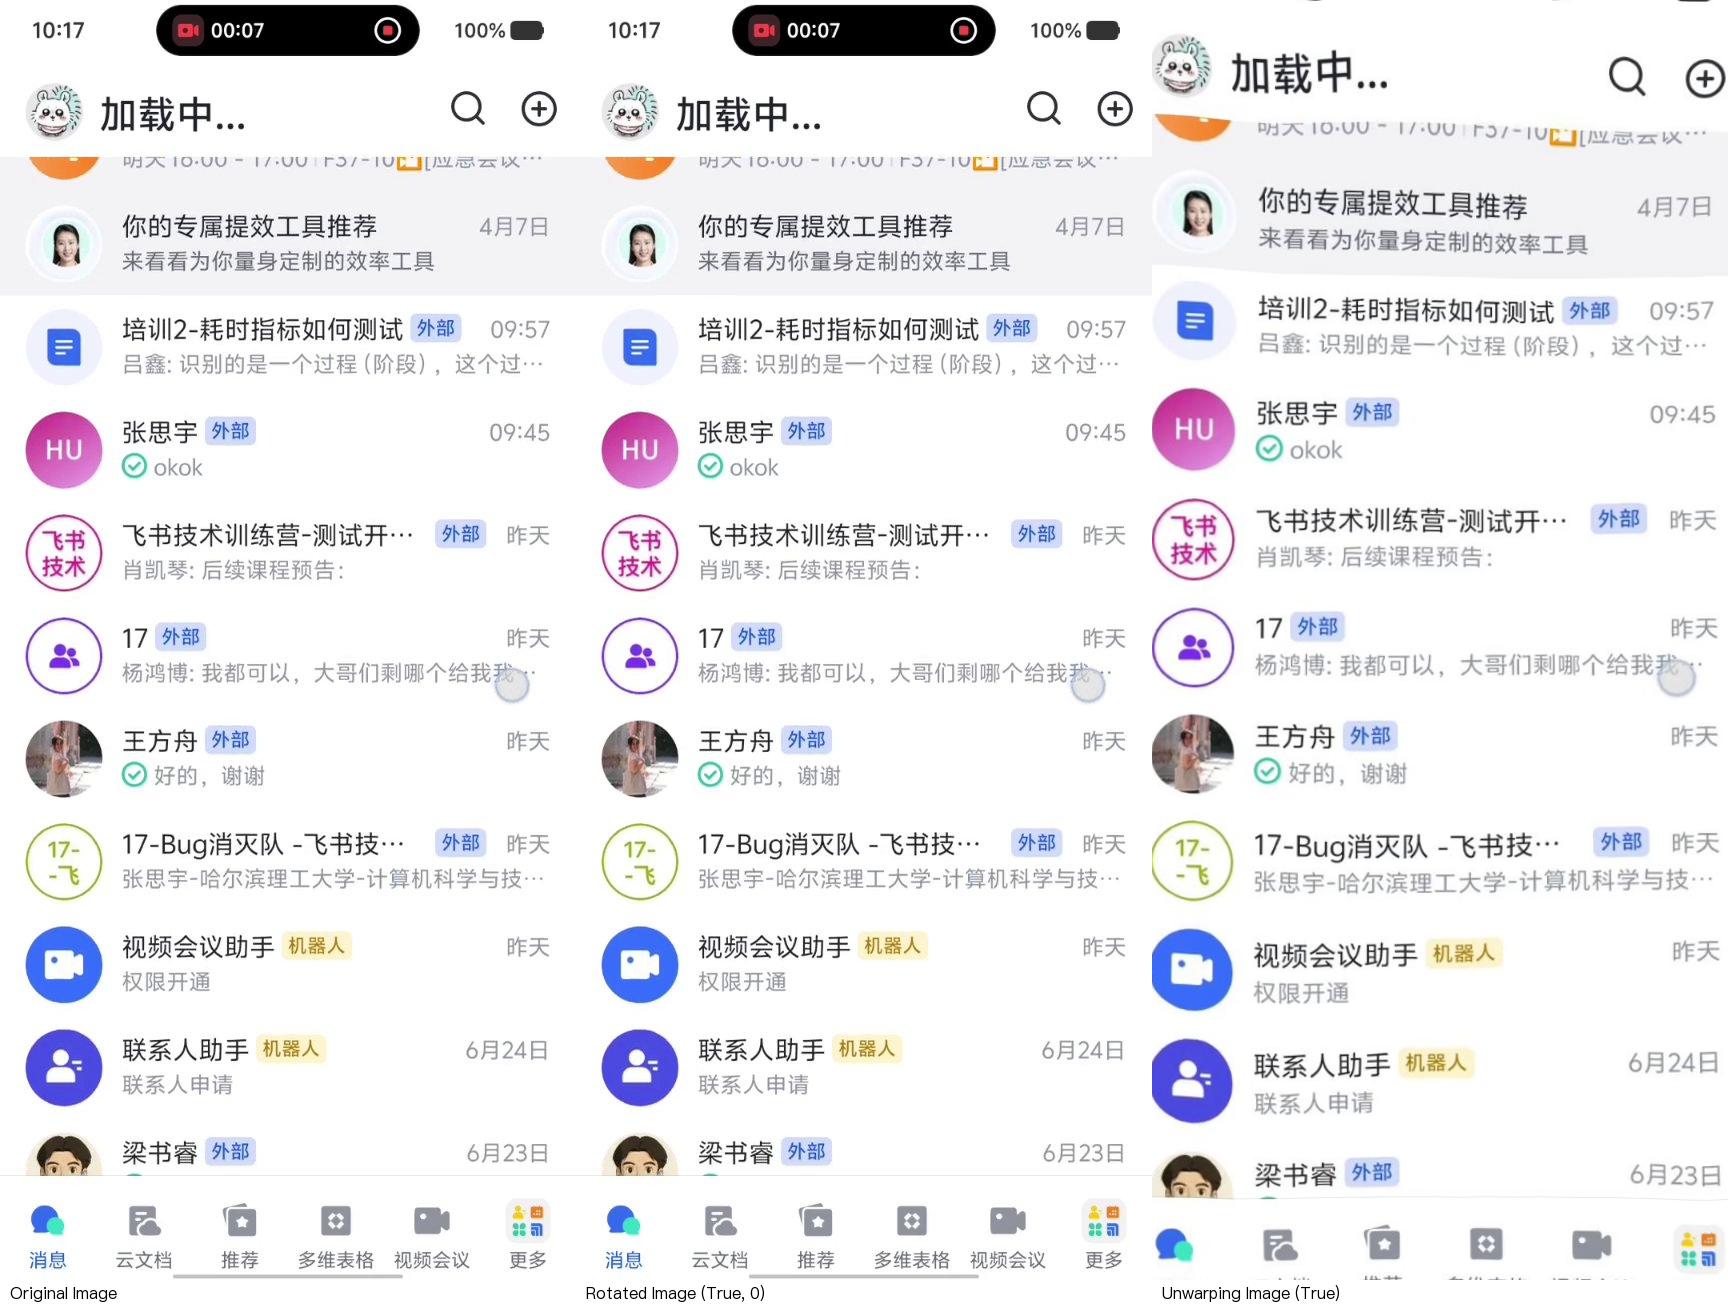 10:17
00:07
100%
加载中...
明天 16:00 - 17:00 | F37-10 [应急会议···
你的专属提效工具推荐
4月7日
来看看为你量身定制的效率工具
培训2-耗时指标如何测试 外部
09:57
吕鑫: 识别的是一个过程 (阶段) ，这个过···
HU
张思宇 外部
09:45
okok
飞书
技术
飞书技术训练营-测试开··· 外部
昨天
肖凯琴: 后续课程预告:
17 外部
昨天
杨鸿博: 我都可以，大哥们剩哪个给我我···
王方舟 外部
昨天
好的，谢谢
17-
-飞
17-Bug消灭队 -飞书技··· 外部
昨天
张思宇-哈尔滨理工大学-计算机科学与技···
视频会议助手 机器人
昨天
权限开通
联系人助手 机器人
6月24日
联系人申请
梁书睿 外部
6月23日
消息
云文档
推荐
多维表格
视频会议
更多
Original Image
10:17
00:07
100%
加载中...
明天 16:00 - 17:00 | F37-10 [应急会议···
你的专属提效工具推荐
4月7日
来看看为你量身定制的效率工具
培训2-耗时指标如何测试 外部
09:57
吕鑫: 识别的是一个过程 (阶段) ，这个过···
HU
张思宇 外部
09:45
okok
飞书
技术
飞书技术训练营-测试开··· 外部
昨天
肖凯琴: 后续课程预告:
17 外部
昨天
杨鸿博: 我都可以，大哥们剩哪个给我我···
王方舟 外部
昨天
好的，谢谢
17-
-飞
17-Bug消灭队 -飞书技··· 外部
昨天
张思宇-哈尔滨理工大学-计算机科学与技···
视频会议助手 机器人
昨天
权限开通
联系人助手 机器人
6月24日
联系人申请
梁书睿 外部
6月23日
消息
云文档
推荐
多维表格
视频会议
更多
Rotated Image (True, 0)
加载中...
明天 16:00 - 17:00 | F37-10 [应急会议···
你的专属提效工具推荐
4月7日
来看看为你量身定制的效率工具
培训2-耗时指标如何测试 外部
09:57
吕鑫: 识别的是一个过程 (阶段) ，这个过···
HU
张思宇 外部
09:45
okok
飞书
技术
飞书技术训练营-测试开··· 外部
昨天
肖凯琴: 后续课程预告:
17 外部
昨天
杨鸿博: 我都可以，大哥们剩哪个给我我···
王方舟 外部
昨天
好的，谢谢
17-
-飞
17-Bug消灭队 -飞书技··· 外部
昨天
张思宇-哈尔滨理工大学-计算机科学与技···
视频会议助手 机器人
昨天
权限开通
联系人助手 机器人
6月24日
联系人申请
梁书睿 外部
6月23日
Unwarping Image (True)